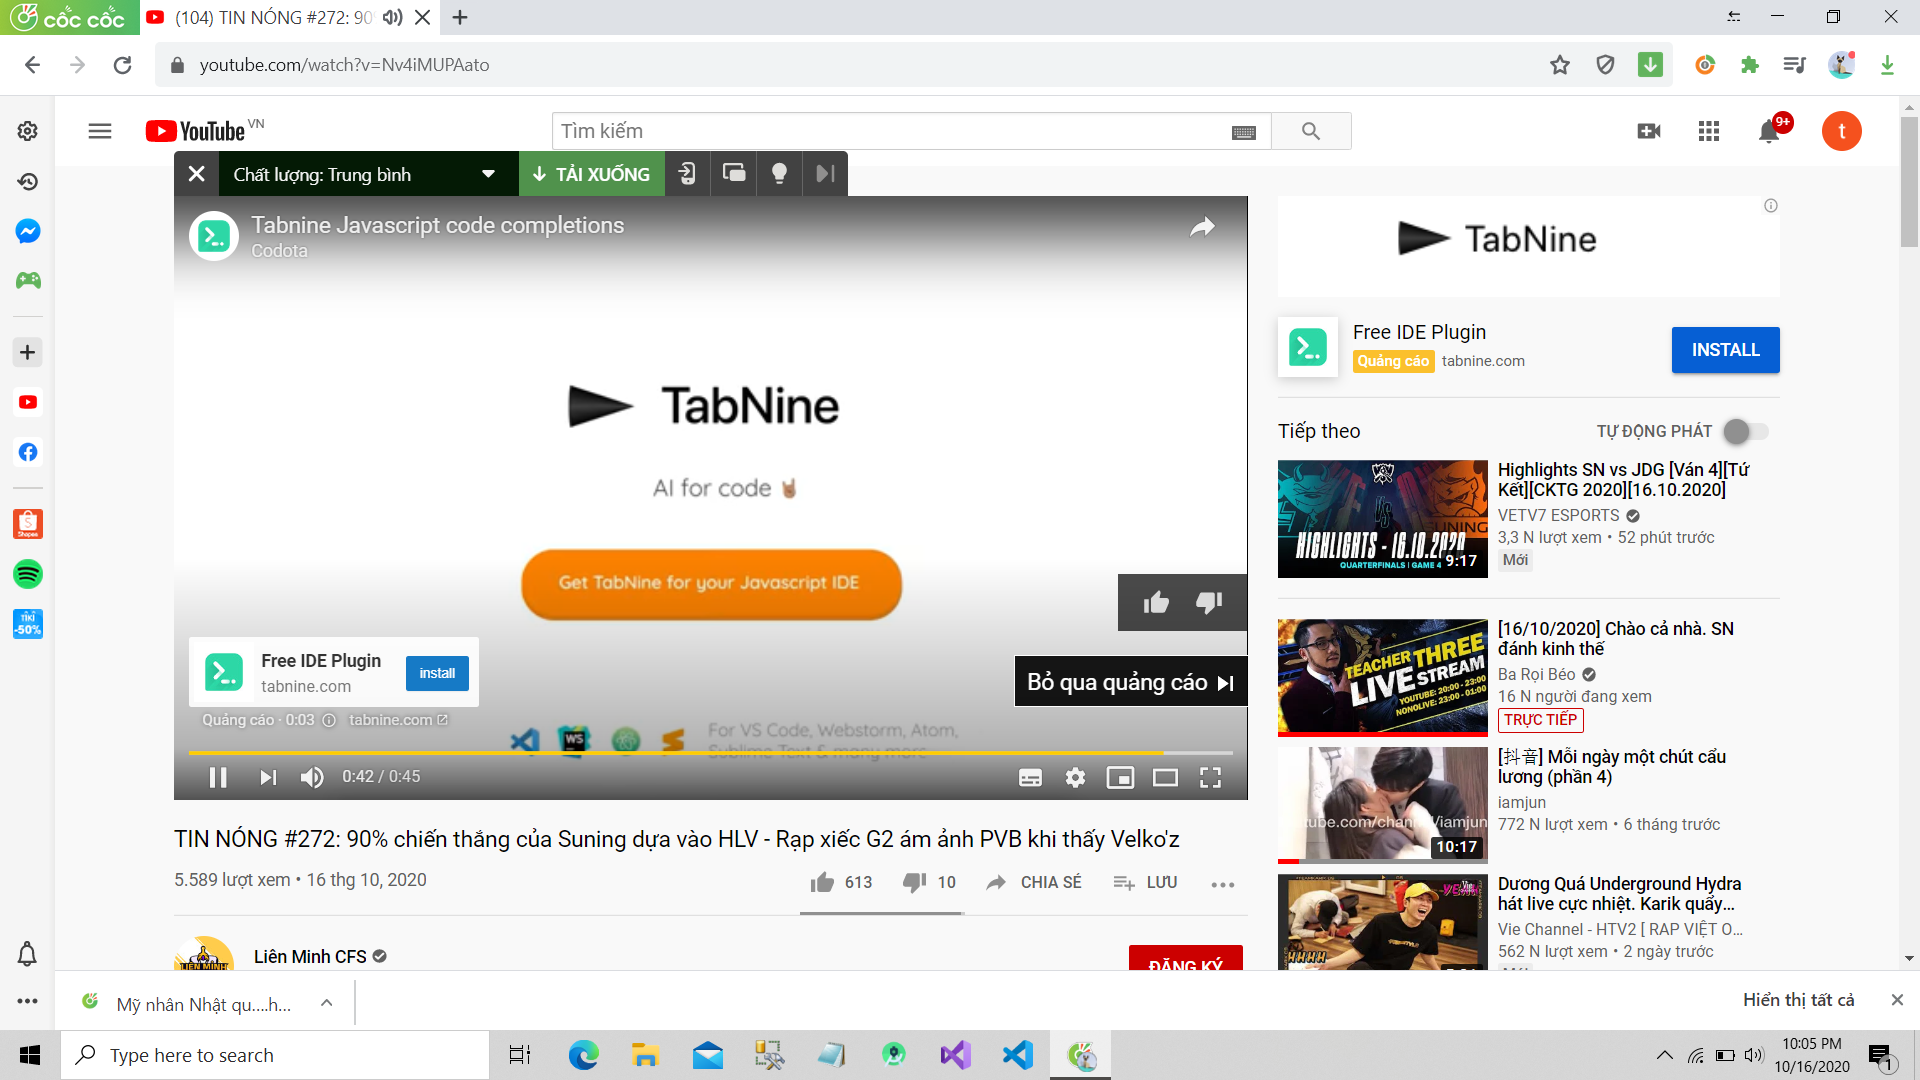 cốc cốc
(104) TIN NÓNG #272: 90
youtube.com/watch?v=Nv4iMUPAato
YouTube VN
Tìm kiếm
9+
t
Chất lượng: Trung bình
TẢI XUỐNG
Tabnine Javascript code completions
Codota
TabNine
AI for code
Get TabNine for your Javascript IDE
Free IDE Plugin
tabnine.com
install
Bỏ qua quảng cáo
Quảng cáo · 0:03
tabnine.com
For VS Code, Webstorm, Atom,
Sublime Text & many more
WS
0:42 / 0:45
TIN NÓNG #272: 90% chiến thắng của Suning dựa vào HLV - Rạp xiếc G2 ám ảnh PVB khi thấy Velko'z
5.589 lượt xem • 16 thg 10, 2020
613
10
CHIA SẺ
LƯU
LIÊN MINH
Liên Minh CFS
ĐĂNG KÝ
TabNine
Free IDE Plugin
Quảng cáo
tabnine.com
INSTALL
Tiếp theo
TỰ ĐỘNG PHÁT
VS
SUNING
HIGHLIGHTS - 16.10.2020
QUARTERFINALS | GAME 4
9:17
Highlights SN vs JDG [Ván 4][Tứ
Kết][CKTG 2020][16.10.2020]
VETV7 ESPORTS
3,3 N lượt xem • 52 phút trước
Mới
TEACHER THREE
LIVE STREAM
YOUTUBE: 20:00 - 23:00
NONOLIVE: 23:00 - 01:00
[16/10/2020] Chào cả nhà. SN
đánh kinh thế
Ba Rọi Béo
16 N người đang xem
TRỰC TIẾP
10:17
[抖音] Mỗi ngày một chút cẩu
lương (phần 4)
iamjun
772 N lượt xem • 6 tháng trước
HHHH
Dương Quá Underground Hydra
hát live cực nhiệt. Karik quẩy...
Vie Channel - HTV2 [ RAP VIỆT O...
562 N lượt xem • 2 ngày trước
Mới
Shopee
TIKI
-50%
Mỹ nhân Nhật qu....h...
Hiển thị tất cả
Type here to search
10:05 PM
10/16/2020
1